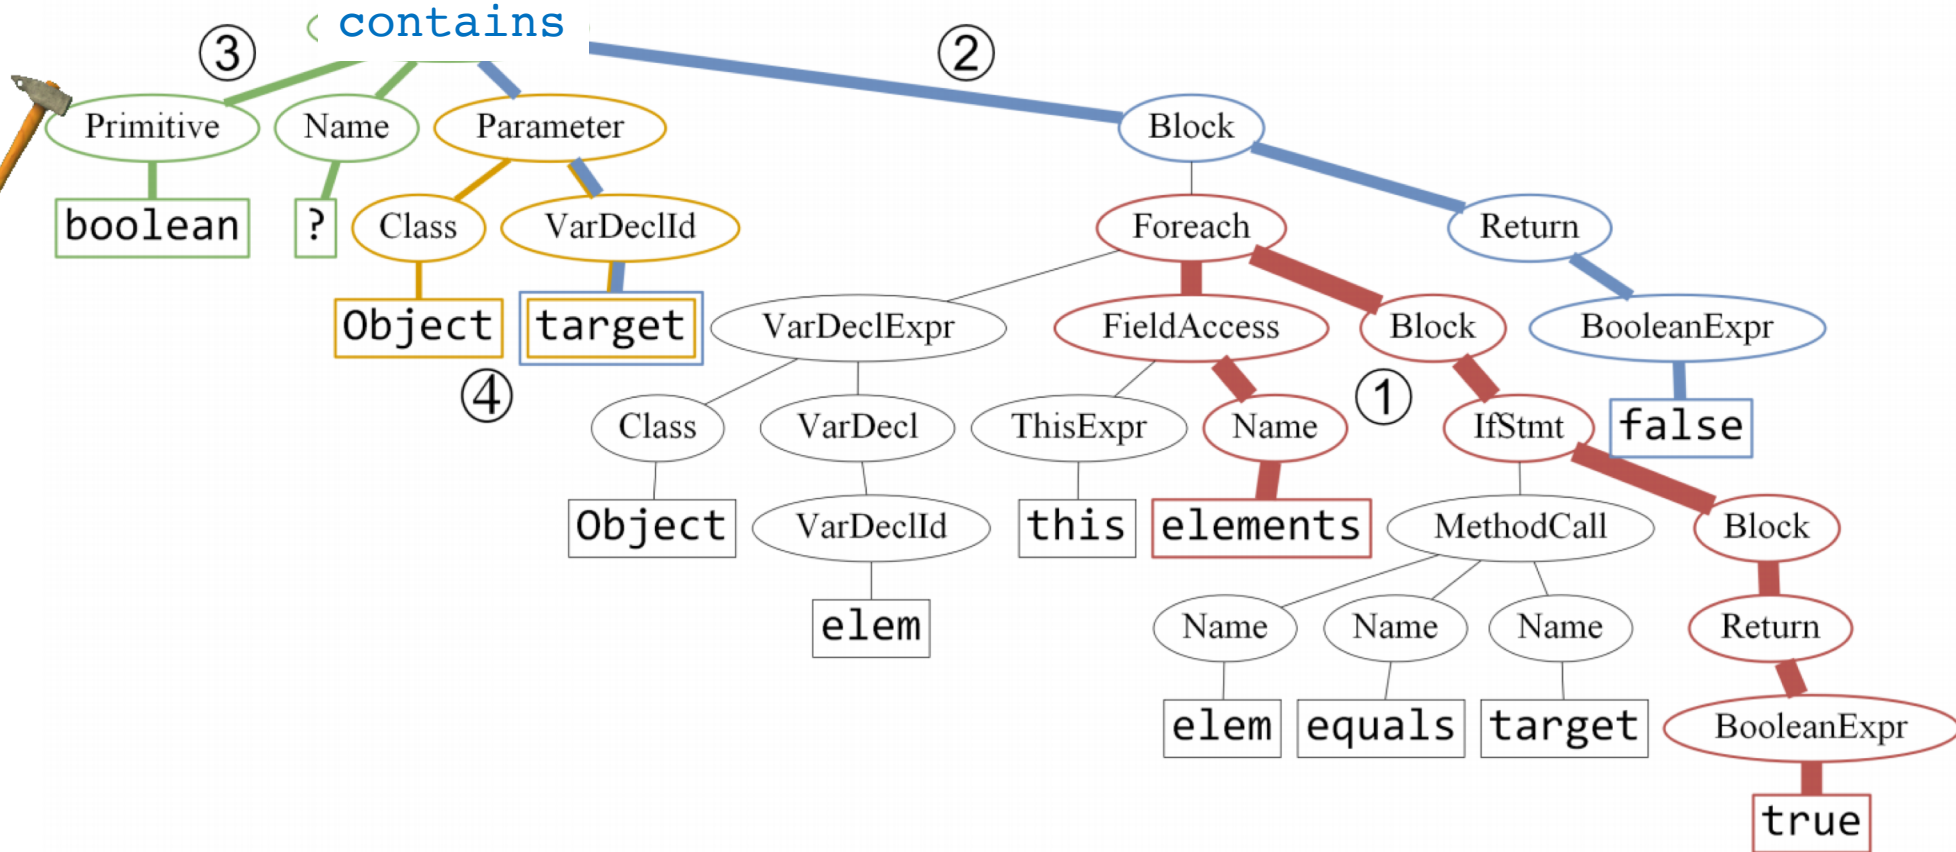 contains
③ ②
Primitive Name Parameter Block
boolean ? Class VarDeclId Foreach Return
Object target VarDeclExpr FieldAccess Block BooleanExpr
④ ①
Class VarDecl ThisExpr Name IfStmt false
Object VarDeclId this elements MethodCall Block
elem Name Name Name Return
elem equals target BooleanExpr
true